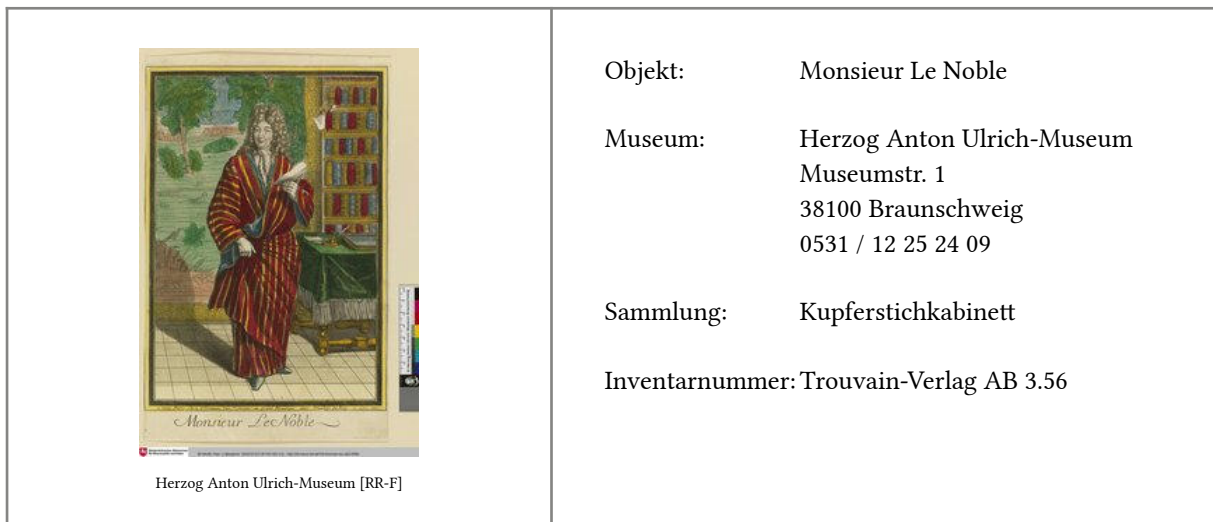 Monsieur Le Noble
Herzog Anton Ulrich-Museum [RR-F]
Objekt: Monsieur Le Noble
Museum: Herzog Anton Ulrich-Museum
Museumstr. 1
38100 Braunschweig
0531 / 12 25 24 09
Sammlung: Kupferstichkabinett
Inventarnummer: Trouvain-Verlag AB 3.56